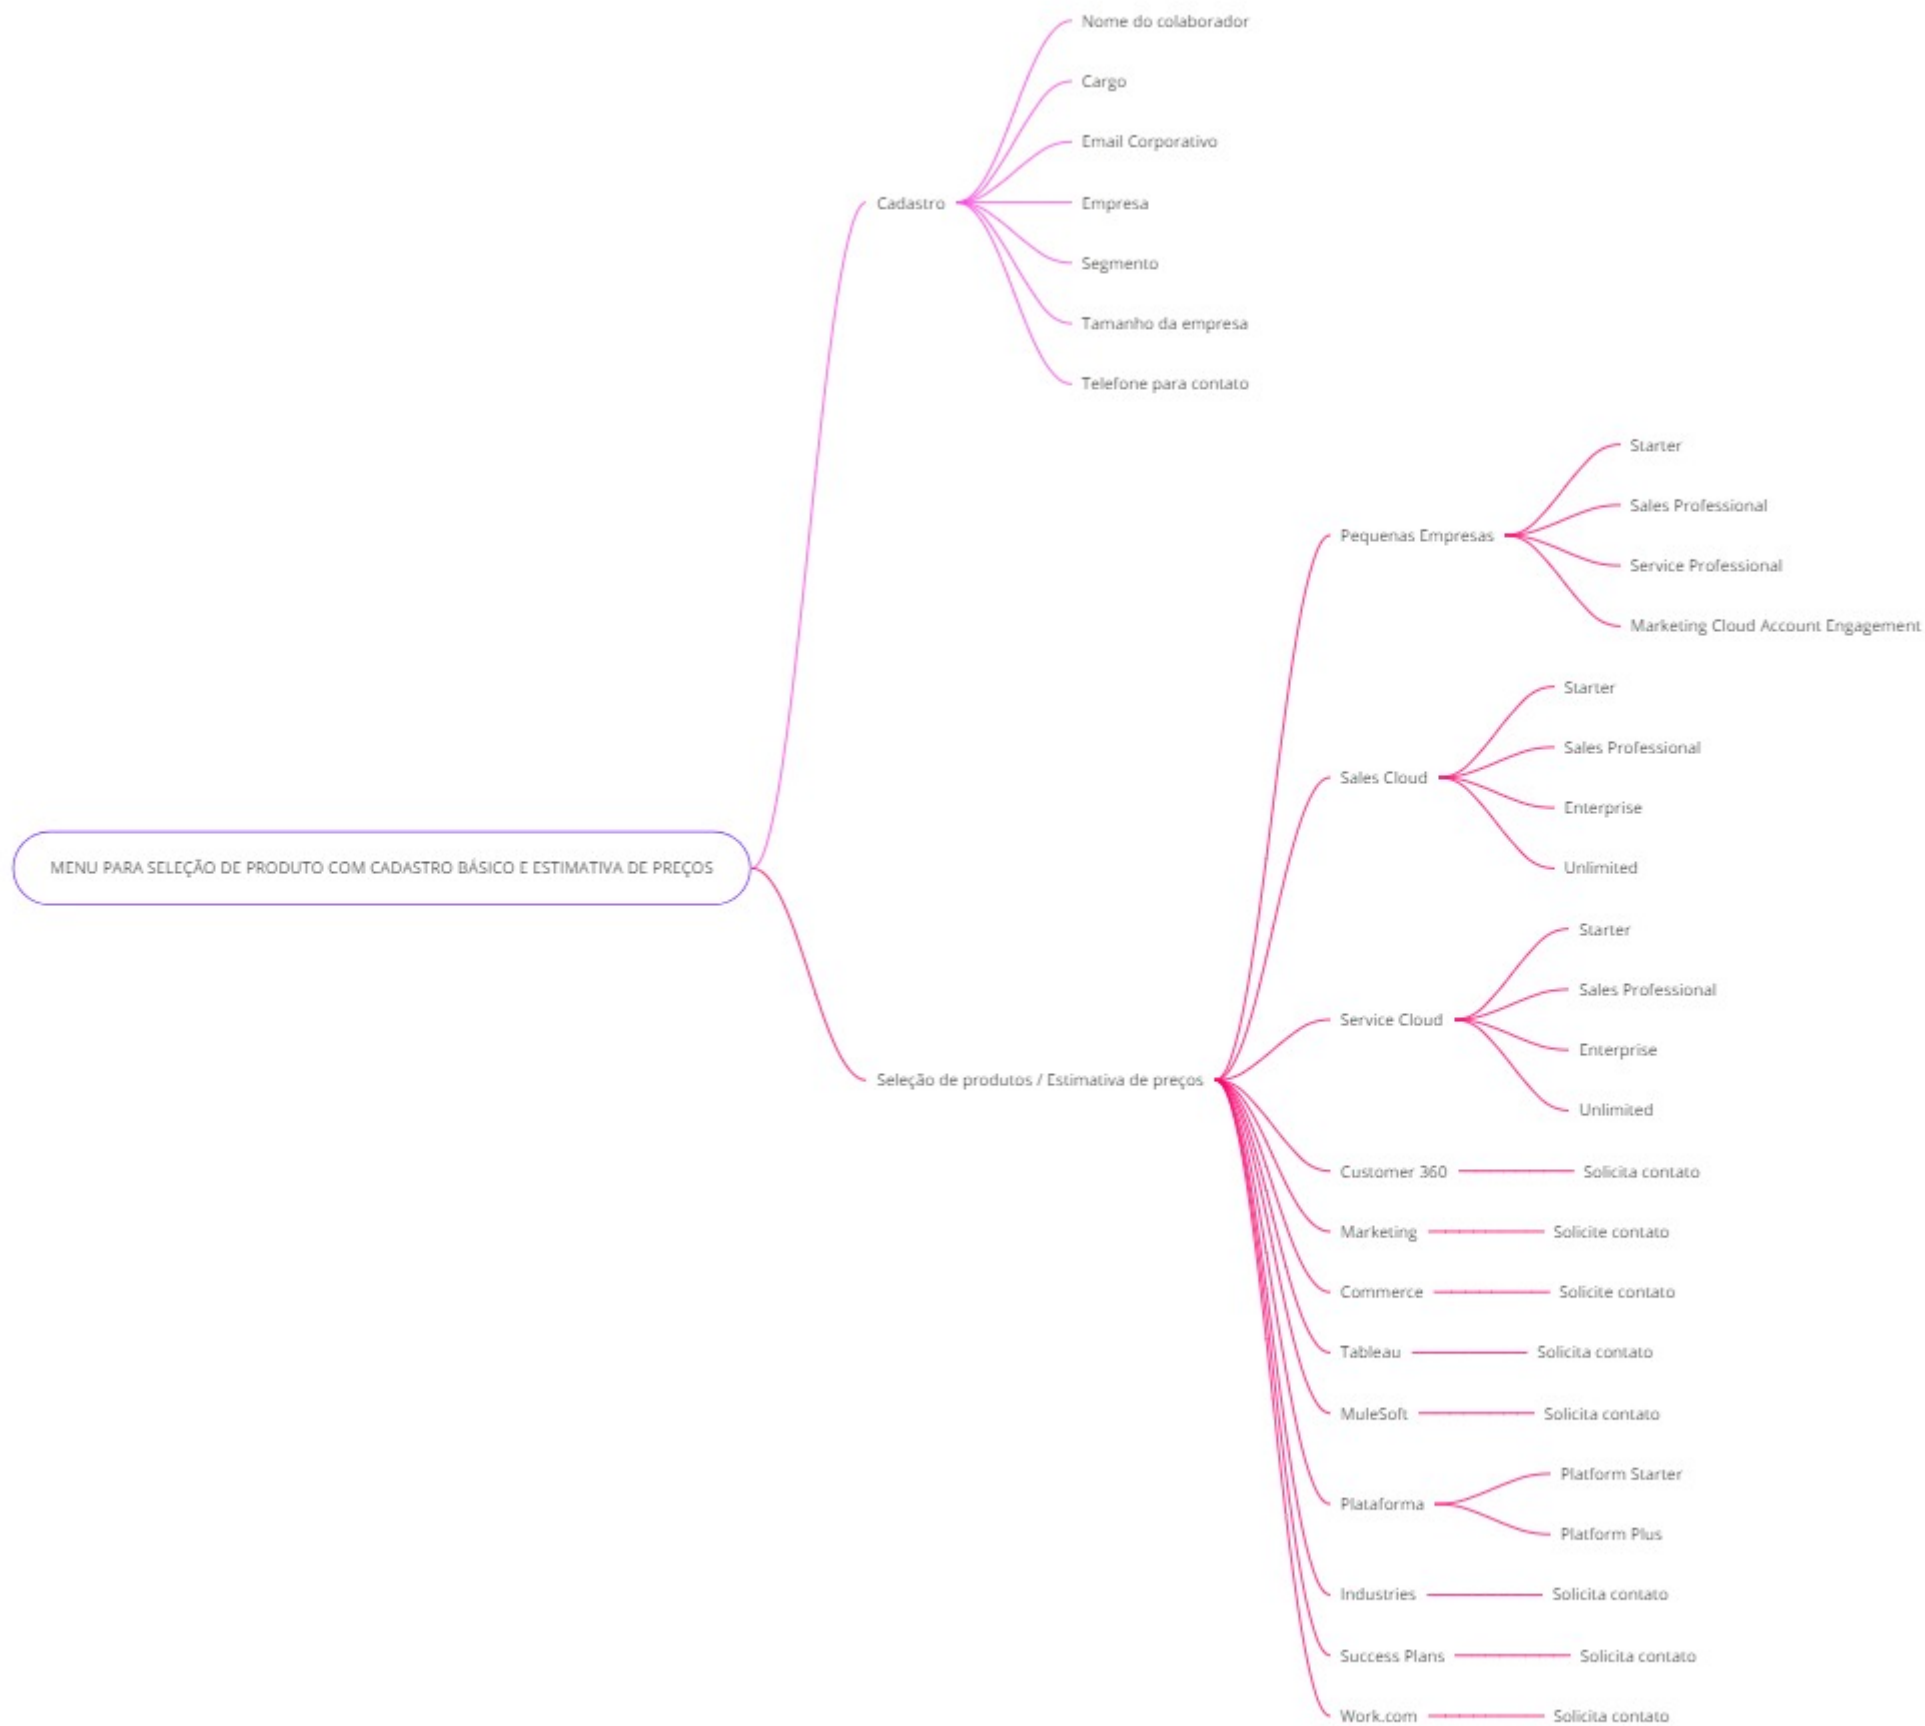 MENU PARA SELEÇÃO DE PRODUTO COM CADASTRO BÁSICO E ESTIMATIVA DE PREÇOS
Cadastro
Nome do colaborador
Cargo
Email Corporativo
Empresa
Segmento
Tamanho da empresa
Telefone para contato
Seleção de produtos / Estimativa de preços
Pequenas Empresas
Starter
Sales Professional
Service Professional
Marketing Cloud Account Engagement
Sales Cloud
Starter
Sales Professional
Enterprise
Unlimited
Service Cloud
Starter
Sales Professional
Enterprise
Unlimited
Customer 360
Solicita contato
Marketing
Solicite contato
Commerce
Solicite contato
Tableau
Solicita contato
MuleSoft
Solicita contato
Plataforma
Platform Starter
Platform Plus
Industries
Solicita contato
Success Plans
Solicita contato
Work.com
Solicita contato